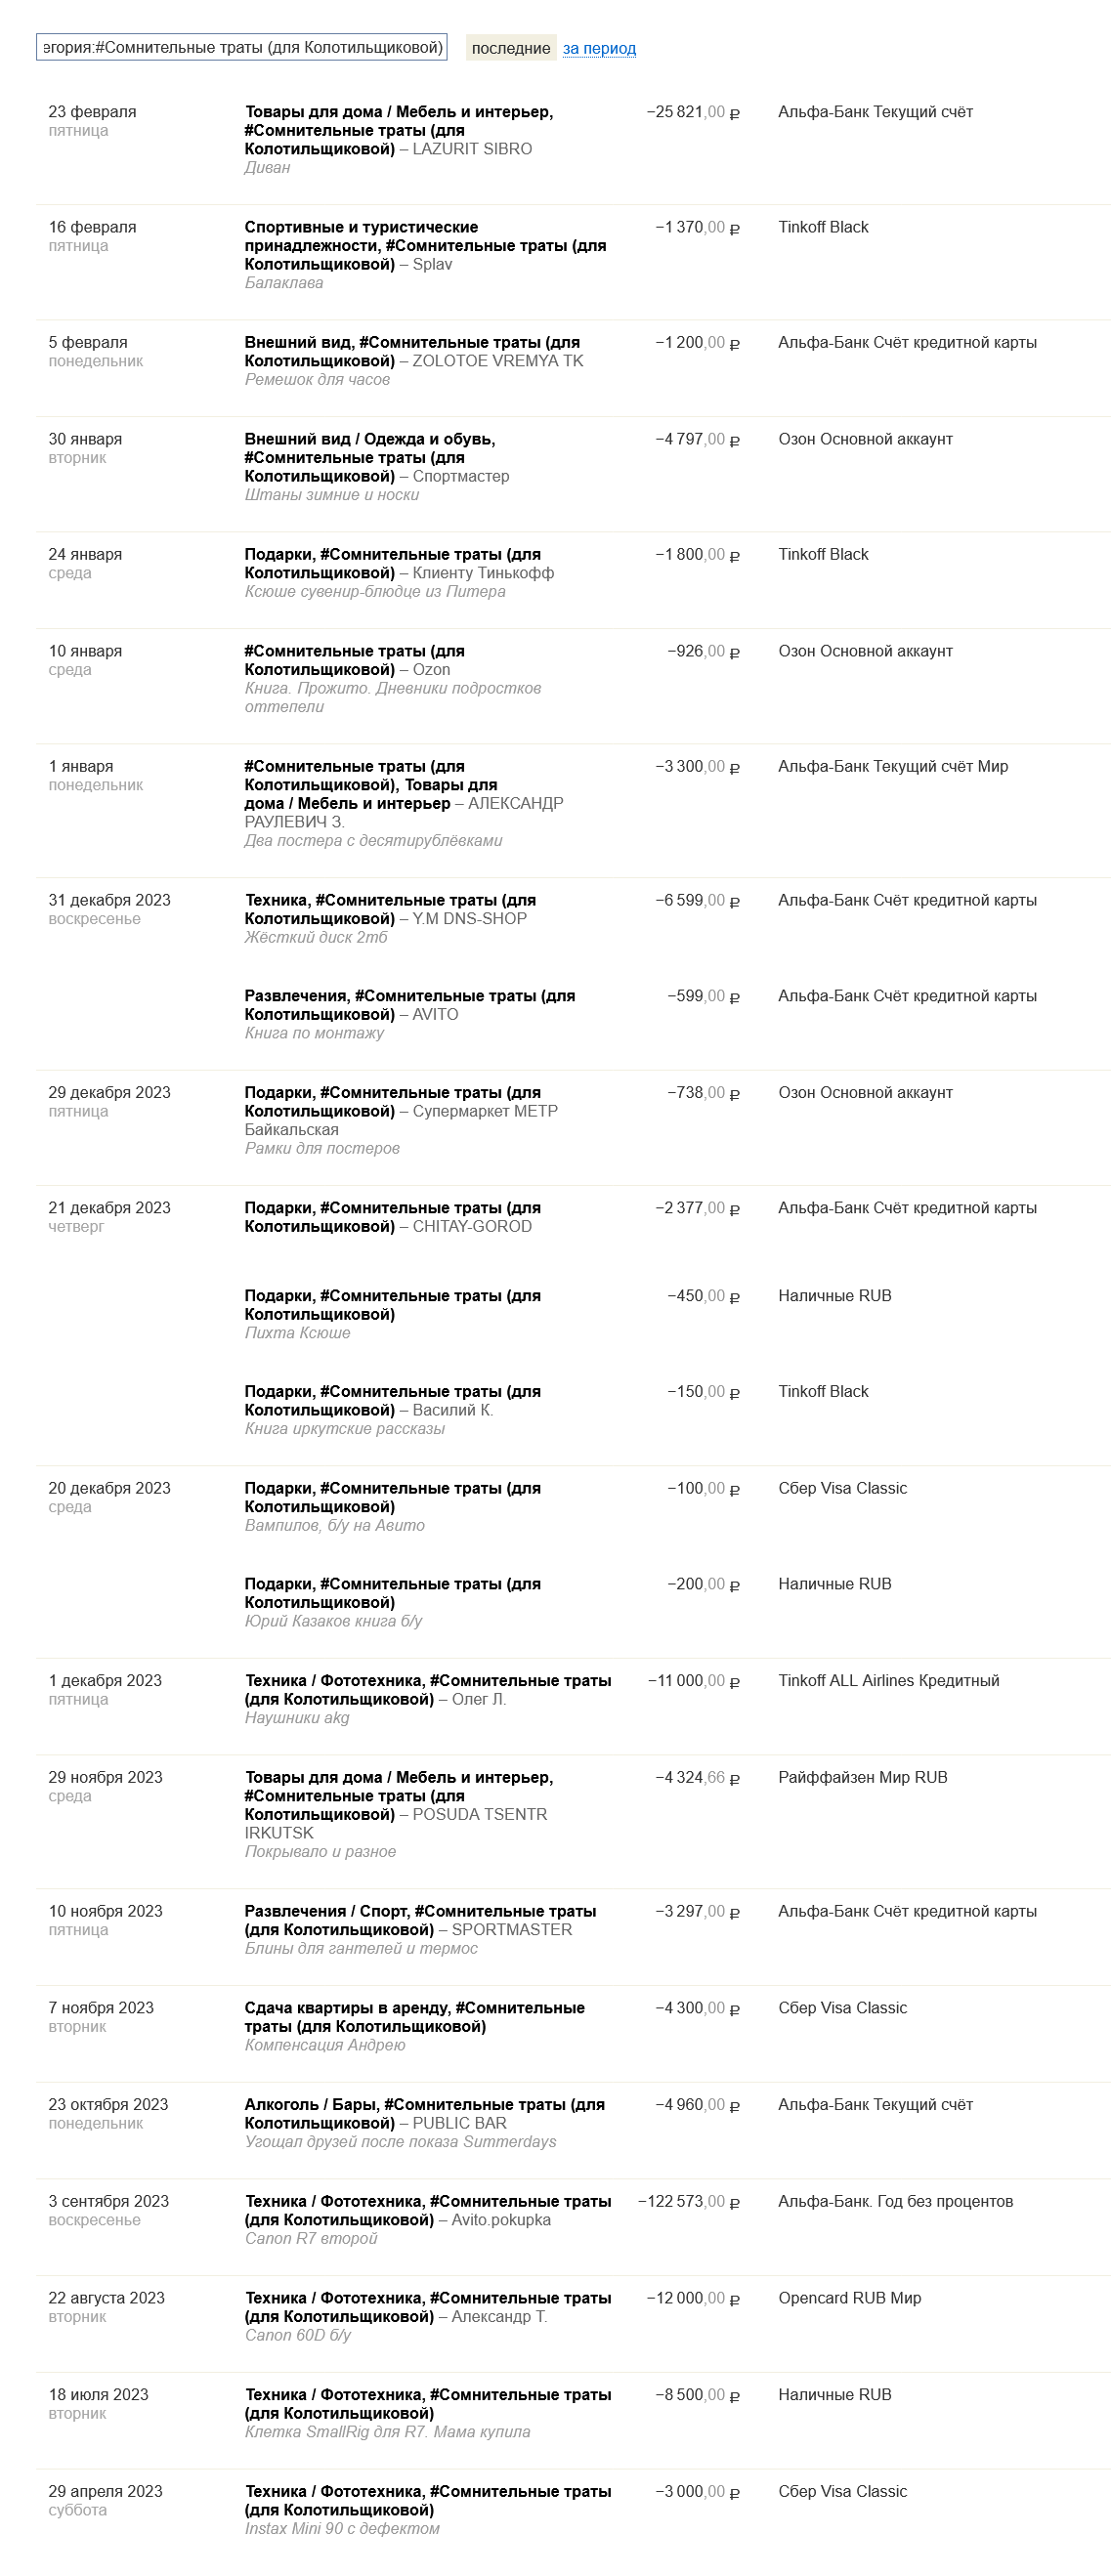 егория:#Сомнительные траты (для Колотильщиковой) последние за период
23 февраля Товары для дома / Мебель и интерьер, −25 821,00 ₽ Альфа-Банк Текущий счёт
пятница #Сомнительные траты (для
Колотильщиковой) – LAZURIT SIBRO
Диван
16 февраля Спортивные и туристические −1 370,00 ₽ Tinkoff Black
пятница принадлежности, #Сомнительные траты (для
Колотильщиковой) – Splav
Балаклава
5 февраля Внешний вид, #Сомнительные траты (для −1 200,00 ₽ Альфа-Банк Счёт кредитной карты
понедельник Колотильщиковой) – ZOLOTOE VREMYA TK
Ремешок для часов
30 января Внешний вид / Одежда и обувь, −4 797,00 ₽ Озон Основной аккаунт
вторник #Сомнительные траты (для
Колотильщиковой) – Спортмастер
Штаны зимние и носки
24 января Подарки, #Сомнительные траты (для −1 800,00 ₽ Tinkoff Black
среда Колотильщиковой) – Клиенту Тинькофф
Ксюше сувенир-блюдце из Питера
10 января #Сомнительные траты (для −926,00 ₽ Озон Основной аккаунт
среда Колотильщиковой) – Ozon
Книга. Прожито. Дневники подростков
оттепели
1 января #Сомнительные траты (для −3 300,00 ₽ Альфа-Банк Текущий счёт Мир
понедельник Колотильщиковой), Товары для
дома / Мебель и интерьер – АЛЕКСАНДР
РАУЛЕВИЧ З.
Два постера с десятирублёвками
31 декабря 2023 Техника, #Сомнительные траты (для −6 599,00 ₽ Альфа-Банк Счёт кредитной карты
воскресенье Колотильщиковой) – Y.M DNS-SHOP
Жёсткий диск 2тб
Развлечения, #Сомнительные траты (для −599,00 ₽ Альфа-Банк Счёт кредитной карты
Колотильщиковой) – AVITO
Книга по монтажу
29 декабря 2023 Подарки, #Сомнительные траты (для −738,00 ₽ Озон Основной аккаунт
пятница Колотильщиковой) – Супермаркет МЕТР
Байкальская
Рамки для постеров
21 декабря 2023 Подарки, #Сомнительные траты (для −2 377,00 ₽ Альфа-Банк Счёт кредитной карты
четверг Колотильщиковой) – CHITAY-GOROD
Подарки, #Сомнительные траты (для −450,00 ₽ Наличные RUB
Колотильщиковой)
Пихта Ксюше
Подарки, #Сомнительные траты (для −150,00 ₽ Tinkoff Black
Колотильщиковой) – Василий К.
Книга иркутские рассказы
20 декабря 2023 Подарки, #Сомнительные траты (для −100,00 ₽ Сбер Visa Classic
среда Колотильщиковой)
Вампилов, б/у на Авито
Подарки, #Сомнительные траты (для −200,00 ₽ Наличные RUB
Колотильщиковой)
Юрий Казаков книга б/у
1 декабря 2023 Техника / Фототехника, #Сомнительные траты −11 000,00 ₽ Tinkoff ALL Airlines Кредитный
пятница (для Колотильщиковой) – Олег Л.
Наушники akg
29 ноября 2023 Товары для дома / Мебель и интерьер, −4 324,66 ₽ Райффайзен Мир RUB
среда #Сомнительные траты (для
Колотильщиковой) – POSUDA TSENTR
IRKUTSK
Покрывало и разное
10 ноября 2023 Развлечения / Спорт, #Сомнительные траты −3 297,00 ₽ Альфа-Банк Счёт кредитной карты
пятница (для Колотильщиковой) – SPORTMASTER
Блины для гантелей и термос
7 ноября 2023 Сдача квартиры в аренду, #Сомнительные −4 300,00 ₽ Сбер Visa Classic
вторник траты (для Колотильщиковой)
Компенсация Андрею
23 октября 2023 Алкоголь / Бары, #Сомнительные траты (для −4 960,00 ₽ Альфа-Банк Текущий счёт
понедельник Колотильщиковой) – PUBLIC BAR
Угощал друзей после показа Summerdays
3 сентября 2023 Техника / Фототехника, #Сомнительные траты −122 573,00 ₽ Альфа-Банк. Год без процентов
воскресенье (для Колотильщиковой) – Avito.pokupka
Canon R7 второй
22 августа 2023 Техника / Фототехника, #Сомнительные траты −12 000,00 ₽ Opencard RUB Мир
вторник (для Колотильщиковой) – Александр Т.
Canon 60D б/у
18 июля 2023 Техника / Фототехника, #Сомнительные траты −8 500,00 ₽ Наличные RUB
вторник (для Колотильщиковой)
Клетка SmallRig для R7. Мама купила
29 апреля 2023 Техника / Фототехника, #Сомнительные траты −3 000,00 ₽ Сбер Visa Classic
суббота (для Колотильщиковой)
Instax Mini 90 с дефектом